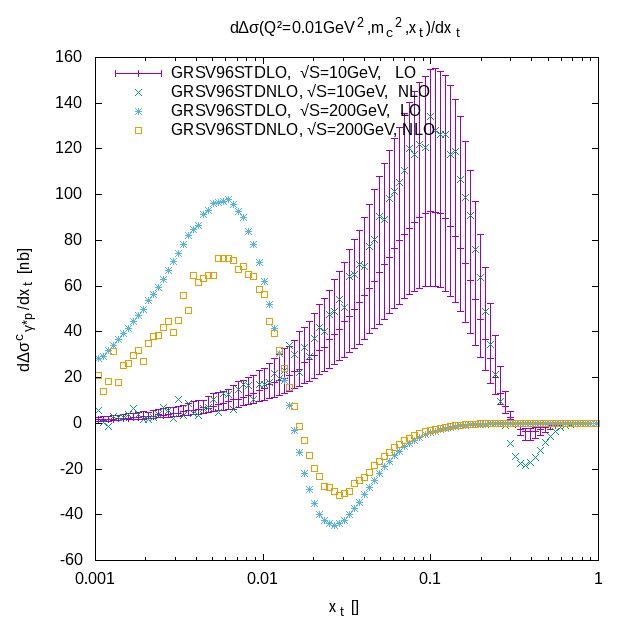 dΔσ(Q²=0.01GeV²,m_c²,x_t)/dx_t
160
GRSV96STDLO, √S=10GeV, LO
140
GRSV96STDNLO, √S=10GeV, NLO
GRSV96STDLO, √S=200GeV, LO
GRSV96STDNLO, √S=200GeV, NLO
120
100
80
60
40
20
0
-20
-40
-60
dΔσ^c_γ*p/dx_t [nb]
0.001 0.01 0.1 1
x_t []